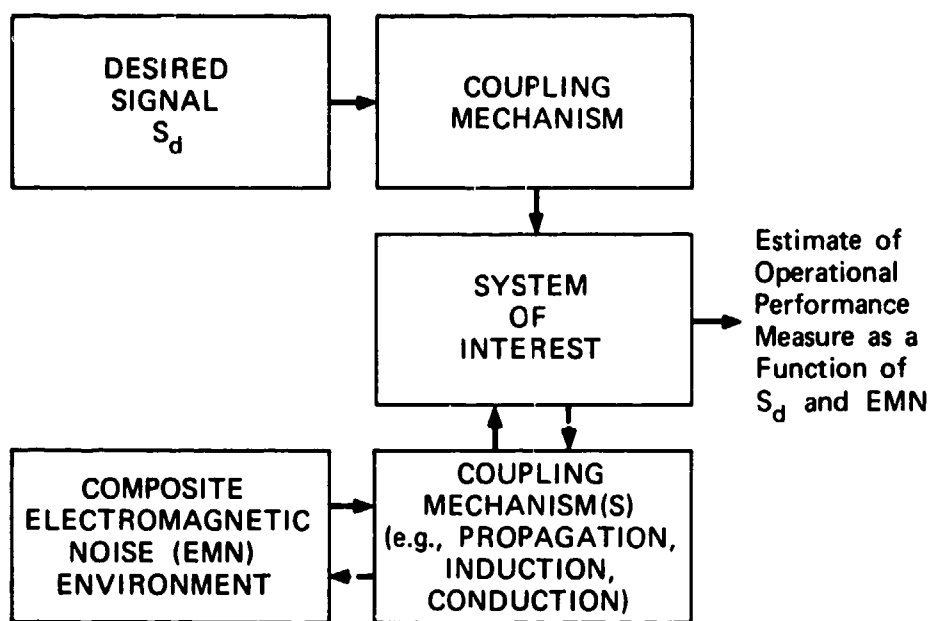 DESIRED
SIGNAL
S_d
COUPLING
MECHANISM
SYSTEM
OF
INTEREST
Estimate of
Operational
Performance
Measure as a
Function of
S_d and EMN
COMPOSITE
ELECTROMAGNETIC
NOISE (EMN)
ENVIRONMENT
COUPLING
MECHANISM(S)
(e.g., PROPAGATION,
INDUCTION,
CONDUCTION)